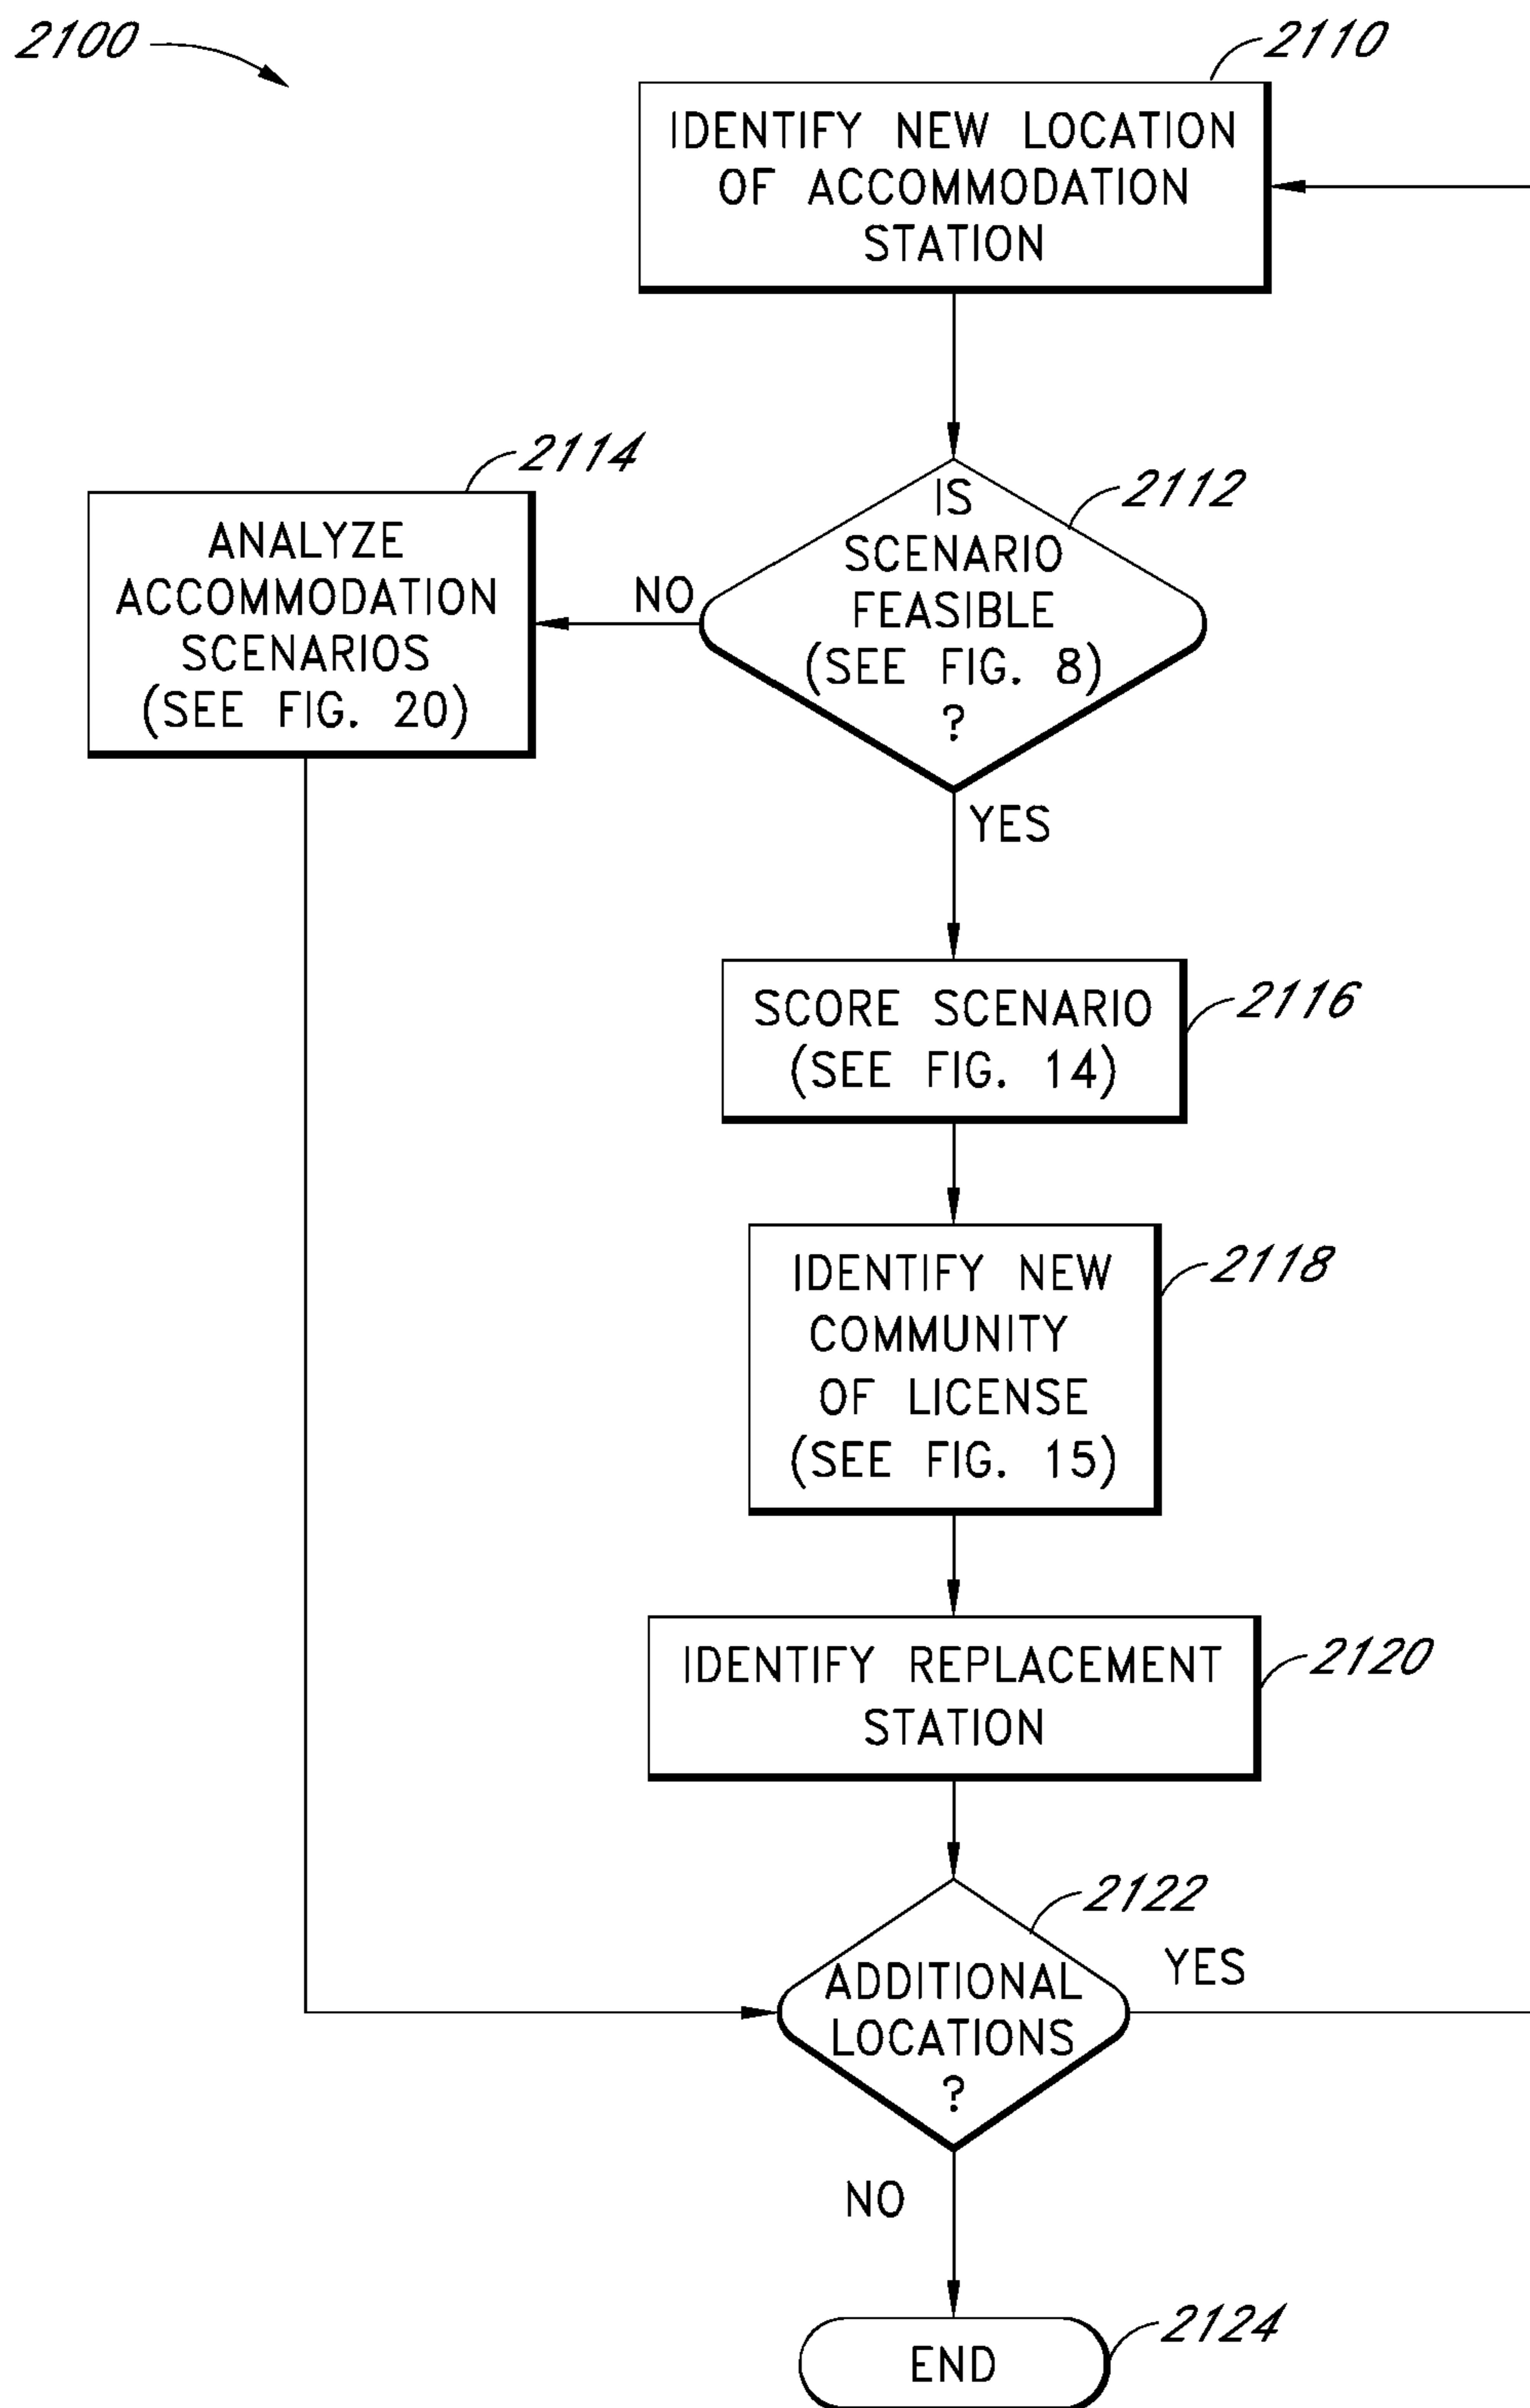 2100
2110
IDENTIFY NEW LOCATION
OF ACCOMMODATION
STATION
2114
ANALYZE
ACCOMMODATION
SCENARIOS
(SEE FIG. 20)
2112
IS
SCENARIO
FEASIBLE
(SEE FIG. 8)
?
NO
YES
2116
SCORE SCENARIO
(SEE FIG. 14)
2118
IDENTIFY NEW
COMMUNITY
OF LICENSE
(SEE FIG. 15)
2120
IDENTIFY REPLACEMENT
STATION
2122
ADDITIONAL
LOCATIONS
?
YES
NO
2124
END